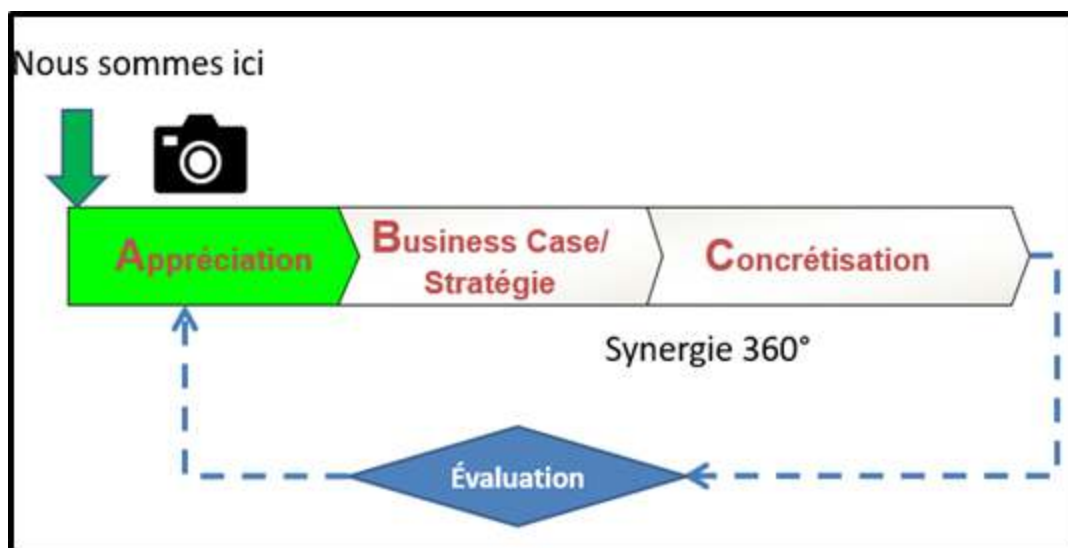 Nous sommes ici
Appréciation
Business Case/
Stratégie
Concrétisation
Synergie 360°
Évaluation